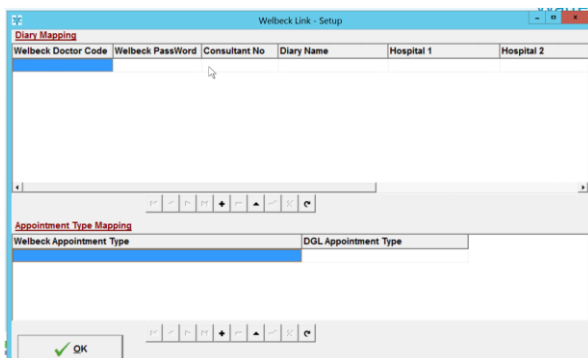 Welbeck Link - Setup
Diary Mapping
Welbeck Doctor Code Welbeck PassWord Consultant No Diary Name Hospital 1 Hospital 2
Appointment Type Mapping
Welbeck Appointment Type DGL Appointment Type
OK